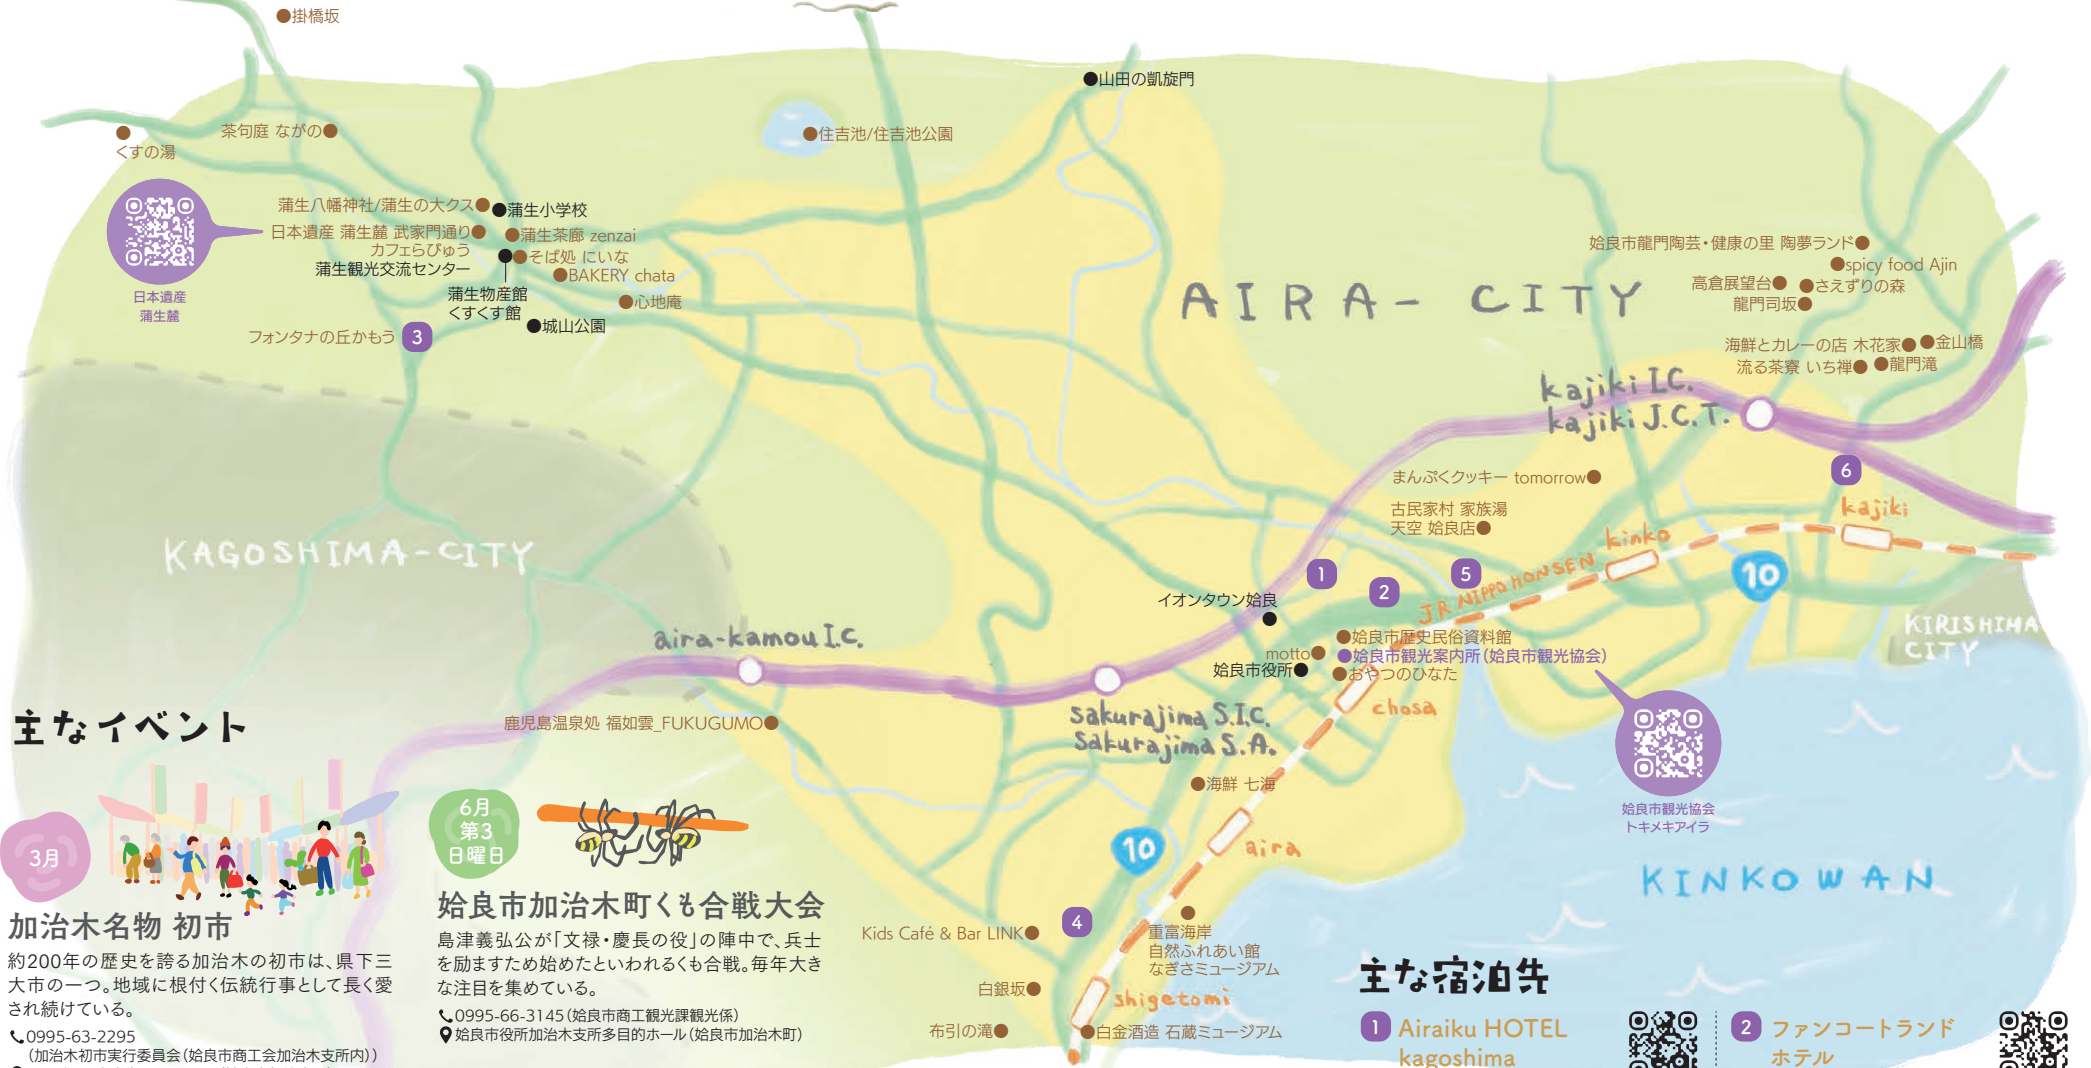 掛橋坂
山田の凱旋門
くすの湯
茶句庭 ながの
住吉池/住吉池公園
蒲生八幡神社/蒲生の大クス
蒲生小学校
日本遺産 蒲生麓 武家門通り
蒲生茶廊 zenzai
カフェらびゅう
そば処 にいな
蒲生観光交流センター
BAKERY chata
蒲生物産館
くすくす館
心地庵
城山公園
日本遺産
蒲生麓
フォンタナの丘かもう
3
AIRA-CITY
姶良市龍門陶芸・健康の里 陶夢ランド
spicy food Ajin
高倉展望台
さえずりの森
龍門司坂
海鮮とカレーの店 木花家
金山橋
流る茶寮 いち禅
龍門滝
kajiki I.C.
kajiki J.C.T.
6
まんぷくクッキー tomorrow
古民家村 家族湯
天空 姶良店
kajiki
kinko
JR NIPPO HONSEN
10
KAGOSHIMA-CITY
1
2
5
イオンタウン姶良
姶良市歴史民俗資料館
motto
姶良市観光案内所(姶良市観光協会)
姶良市役所
おやつのひなた
chosa
KIRISHIMA
CITY
aira-kamou I.C.
sakurajima S.I.C.
sakurajima S.A.
鹿児島温泉処 福如雲_FUKUGUMO
海鮮 七海
姶良市観光協会
トキメキアイラ
10
aira
KINKOWAN
Kids Café & Bar LINK
4
重富海岸
自然ふれあい館
なぎさミュージアム
白銀坂
shigetomi
布引の滝
白金酒造 石蔵ミュージアム
主なイベント
3月
加治木名物 初市
約200年の歴史を誇る加治木の初市は、県下三
大市の一つ。地域に根付く伝統行事として長く愛
され続けている。
0995-63-2295
(加治木初市実行委員会(姶良市商工会加治木支所内))
6月
第3
日曜日
姶良市加治木町くも合戦大会
島津義弘公が「文禄・慶長の役」の陣中で、兵士
を励ますため始めたといわれるくも合戦。毎年大き
な注目を集めている。
0995-66-3145(姶良市商工観光課観光係)
姶良市役所加治木支所多目的ホール(姶良市加治木町)
主な宿泊先
1 Airaiku HOTEL
kagoshima
2 ファンコートランド
ホテル